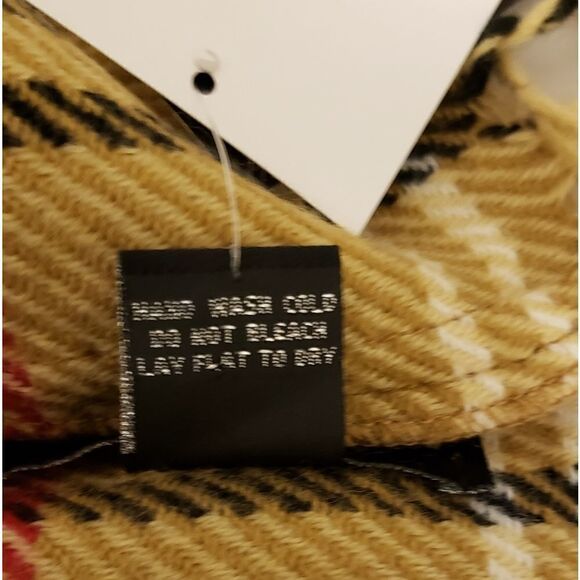 HAND WASH COLD
DO NOT BLEACH
LAY FLAT TO DRY